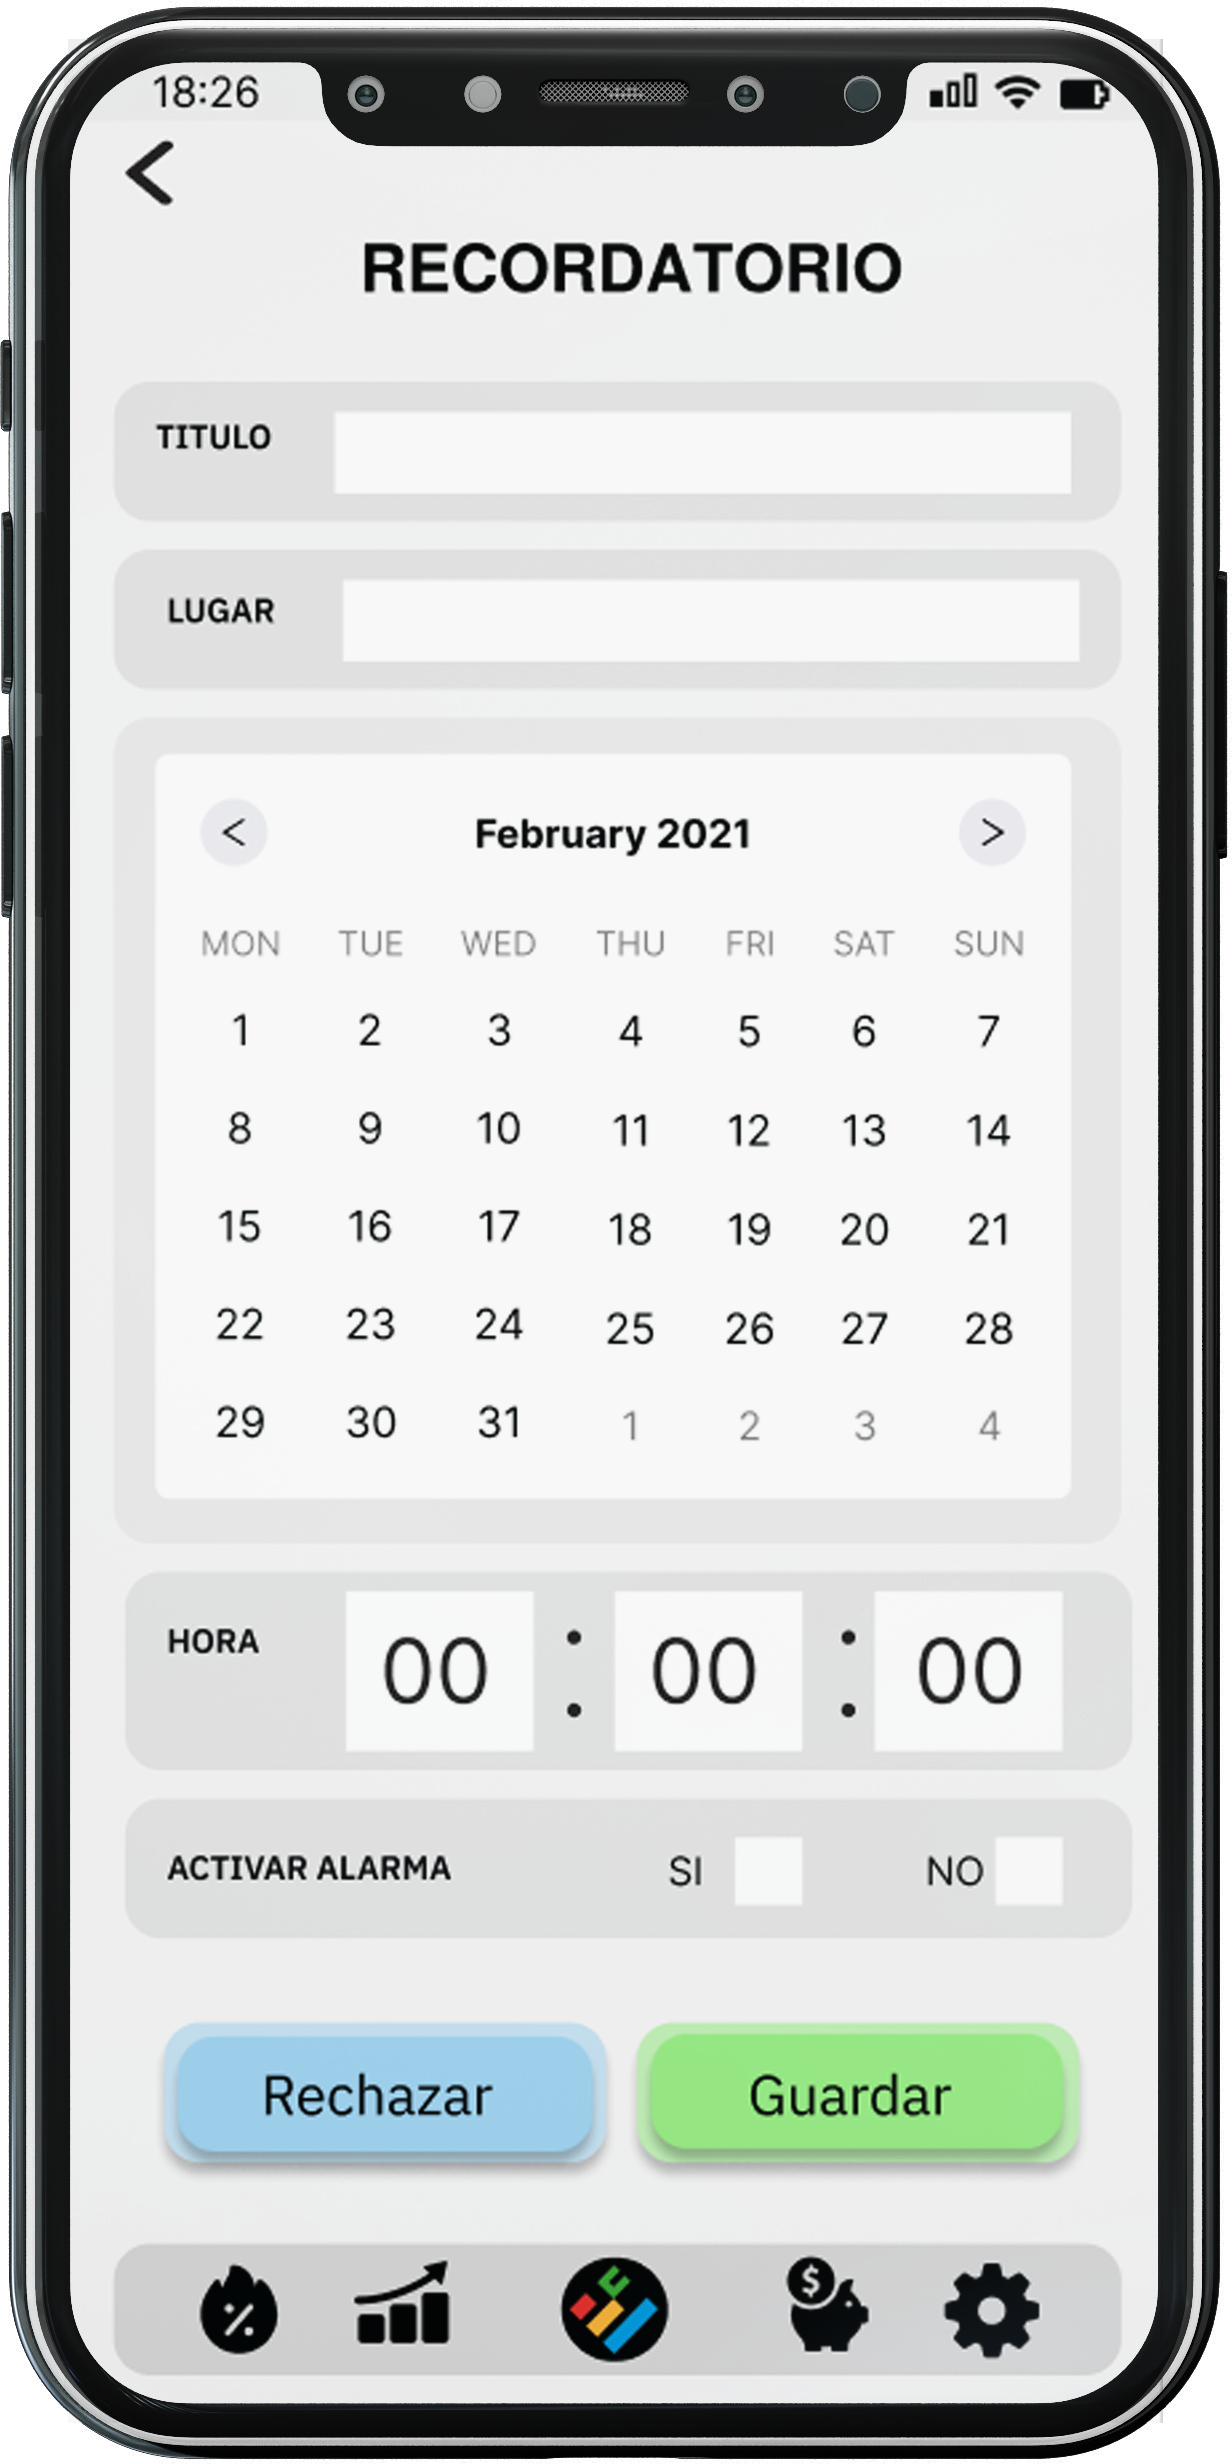 18:26
<
RECORDATORIO
TITULO
LUGAR
< February 2021 >
MON TUE WED THU FRI SAT SUN
1 2 3 4 5 6 7
8 9 10 11 12 13 14
15 16 17 18 19 20 21
22 23 24 25 26 27 28
29 30 31 1 2 3 4
HORA 00 : 00 : 00
ACTIVAR ALARMA SI NO
Rechazar Guardar
% $